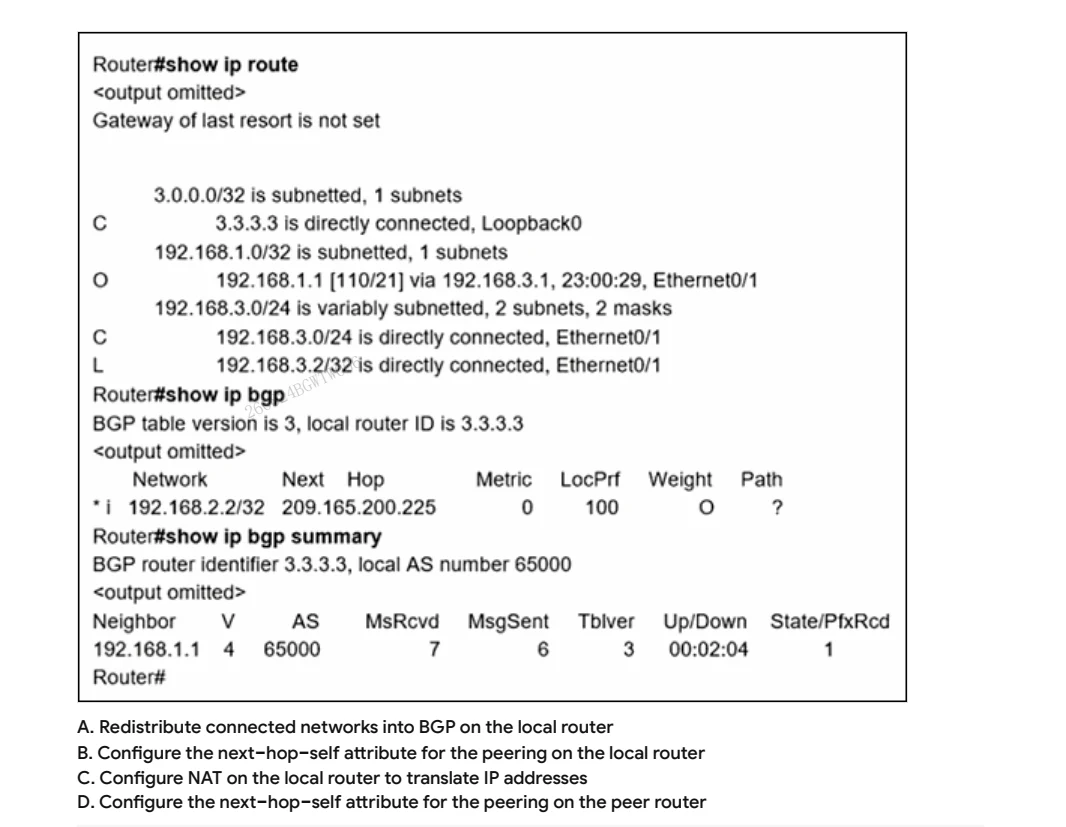 Router#show ip route
<output omitted>
Gateway of last resort is not set
3.0.0.0/32 is subnetted, 1 subnets
C 3.3.3.3 is directly connected, Loopback0
192.168.1.0/32 is subnetted, 1 subnets
O 192.168.1.1 [110/21] via 192.168.3.1, 23:00:29, Ethernet0/1
192.168.3.0/24 is variably subnetted, 2 subnets, 2 masks
C 192.168.3.0/24 is directly connected, Ethernet0/1
L 192.168.3.2/32 is directly connected, Ethernet0/1
Router#show ip bgp
BGP table version is 3, local router ID is 3.3.3.3
<output omitted>
Network Next Hop Metric LocPrf Weight Path
* i 192.168.2.2/32 209.165.200.225 0 100 O ?
Router#show ip bgp summary
BGP router identifier 3.3.3.3, local AS number 65000
<output omitted>
Neighbor V AS MsRcvd MsgSent Tblver Up/Down State/PfxRcd
192.168.1.1 4 65000 7 6 3 00:02:04 1
Router#
A. Redistribute connected networks into BGP on the local router
B. Configure the next-hop-self attribute for the peering on the local router
C. Configure NAT on the local router to translate IP addresses
D. Configure the next-hop-self attribute for the peering on the peer router